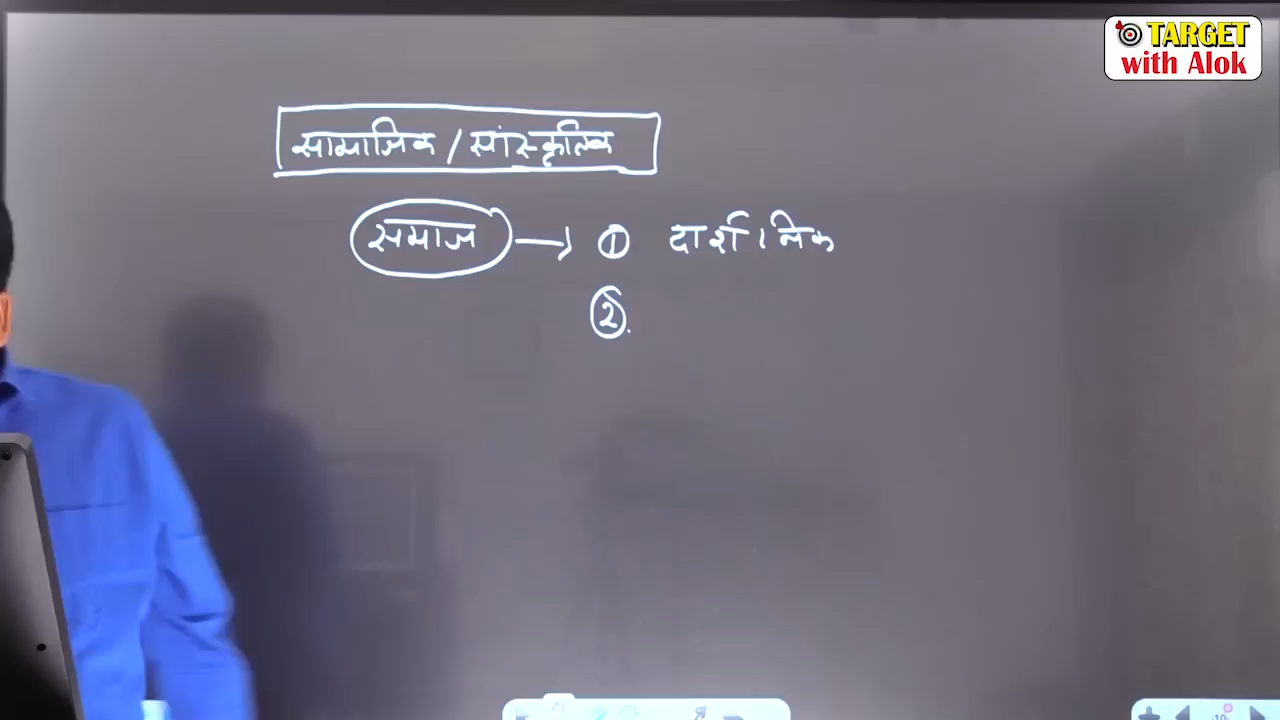 TARGET
with Alok
सामाजिक / सांस्कृतिक
समाज → ① दार्शनिक
②.